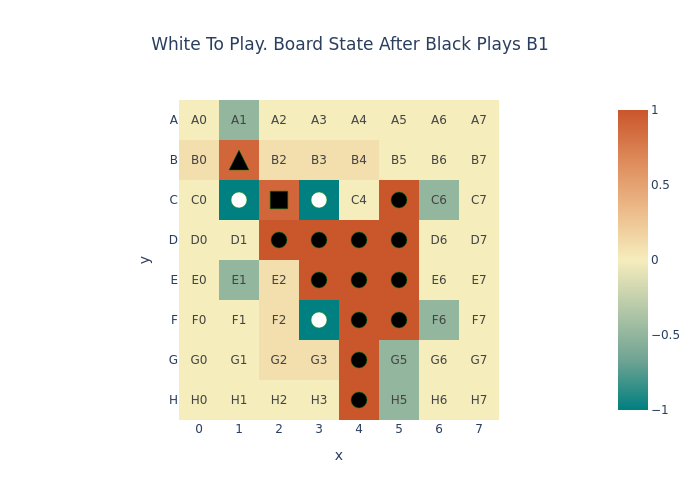 White To Play. Board State After Black Plays B1
A A0 A1 A2 A3 A4 A5 A6 A7
B B0 B2 B3 B4 B5 B6 B7
C C0 C4 C6 C7
D D0 D1 D6 D7
E E0 E1 E2 E6 E7
F F0 F1 F2 F6 F7
G G0 G1 G2 G3 G5 G6 G7
H H0 H1 H2 H3 H5 H6 H7
0 1 2 3 4 5 6 7
x
y
1
0.5
0
−0.5
−1